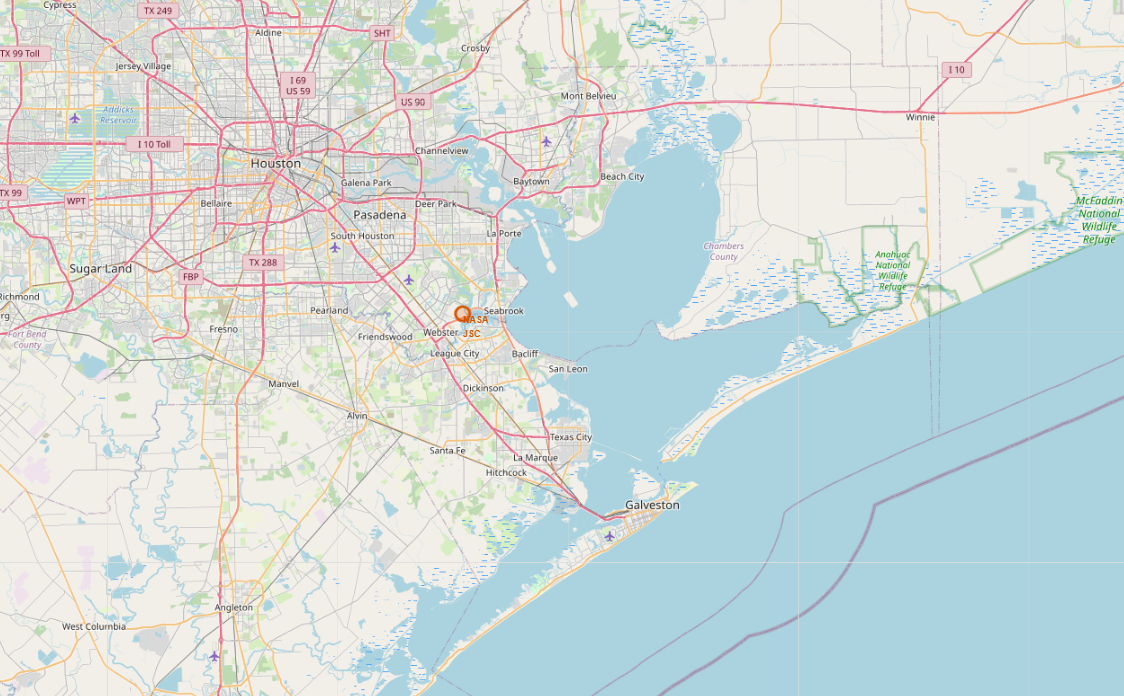 Cypress
TX 249
Aldine
SHT
TX 99 Toll
Crosby
Jersey Village
I 69
US 59
I 10
Mont Belvieu
US 90
Addicks
Reservoir
Winnie
I 10 Toll
Channelview
Houston
Galena Park
Baytown
Beach City
TX 99
WPT
Bellaire
Deer Park
McFaddin
National
Wildlife
Refuge
Pasadena
South Houston
La Porte
Chambers
County
Anahuac
National
Wildlife
Refuge
Sugar Land
FBP
TX 288
Richmond
rg
Pearland
Seabrook
NASA
JSC
Fresno
Friendswood
Webster
Fort Bend
County
League City
Bacliff
San Leon
Manvel
Dickinson
Alvin
Texas City
Santa Fe
La Marque
Hitchcock
Galveston
Angleton
West Columbia